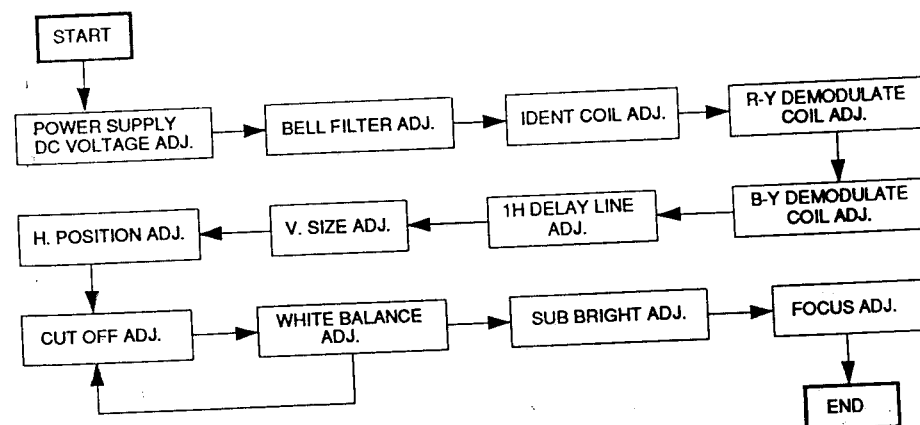 START
POWER SUPPLY
DC VOLTAGE ADJ.
BELL FILTER ADJ.
IDENT COIL ADJ.
R-Y DEMODULATE
COIL ADJ.
B-Y DEMODULATE
COIL ADJ.
1H DELAY LINE
ADJ.
V. SIZE ADJ.
H. POSITION ADJ.
CUT OFF ADJ.
WHITE BALANCE
ADJ.
SUB BRIGHT ADJ.
FOCUS ADJ.
END